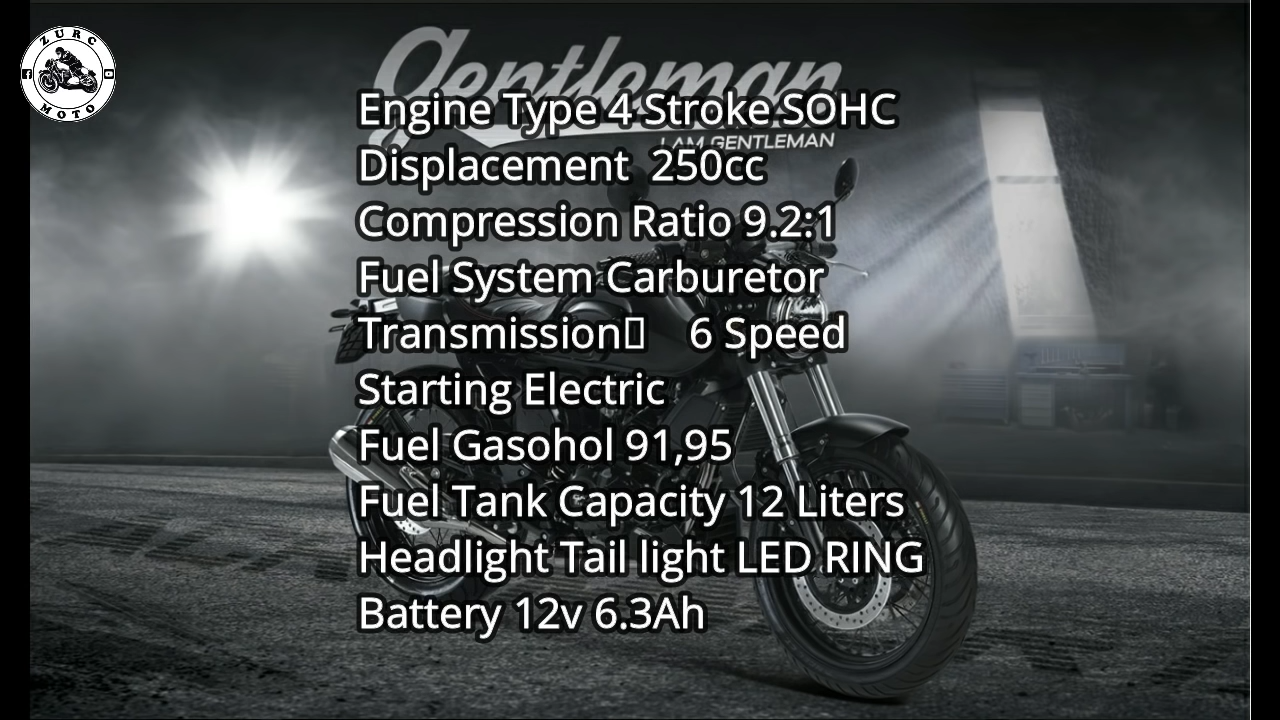 ZURC
MOTO
Gentleman
I AM GENTLEMAN
Engine Type 4 Stroke SOHC
Displacement 250cc
Compression Ratio 9.2:1
Fuel System Carburetor
Transmission 6 Speed
Starting Electric
Fuel Gasohol 91,95
Fuel Tank Capacity 12 Liters
Headlight Tail light LED RING
Battery 12v 6.3Ah